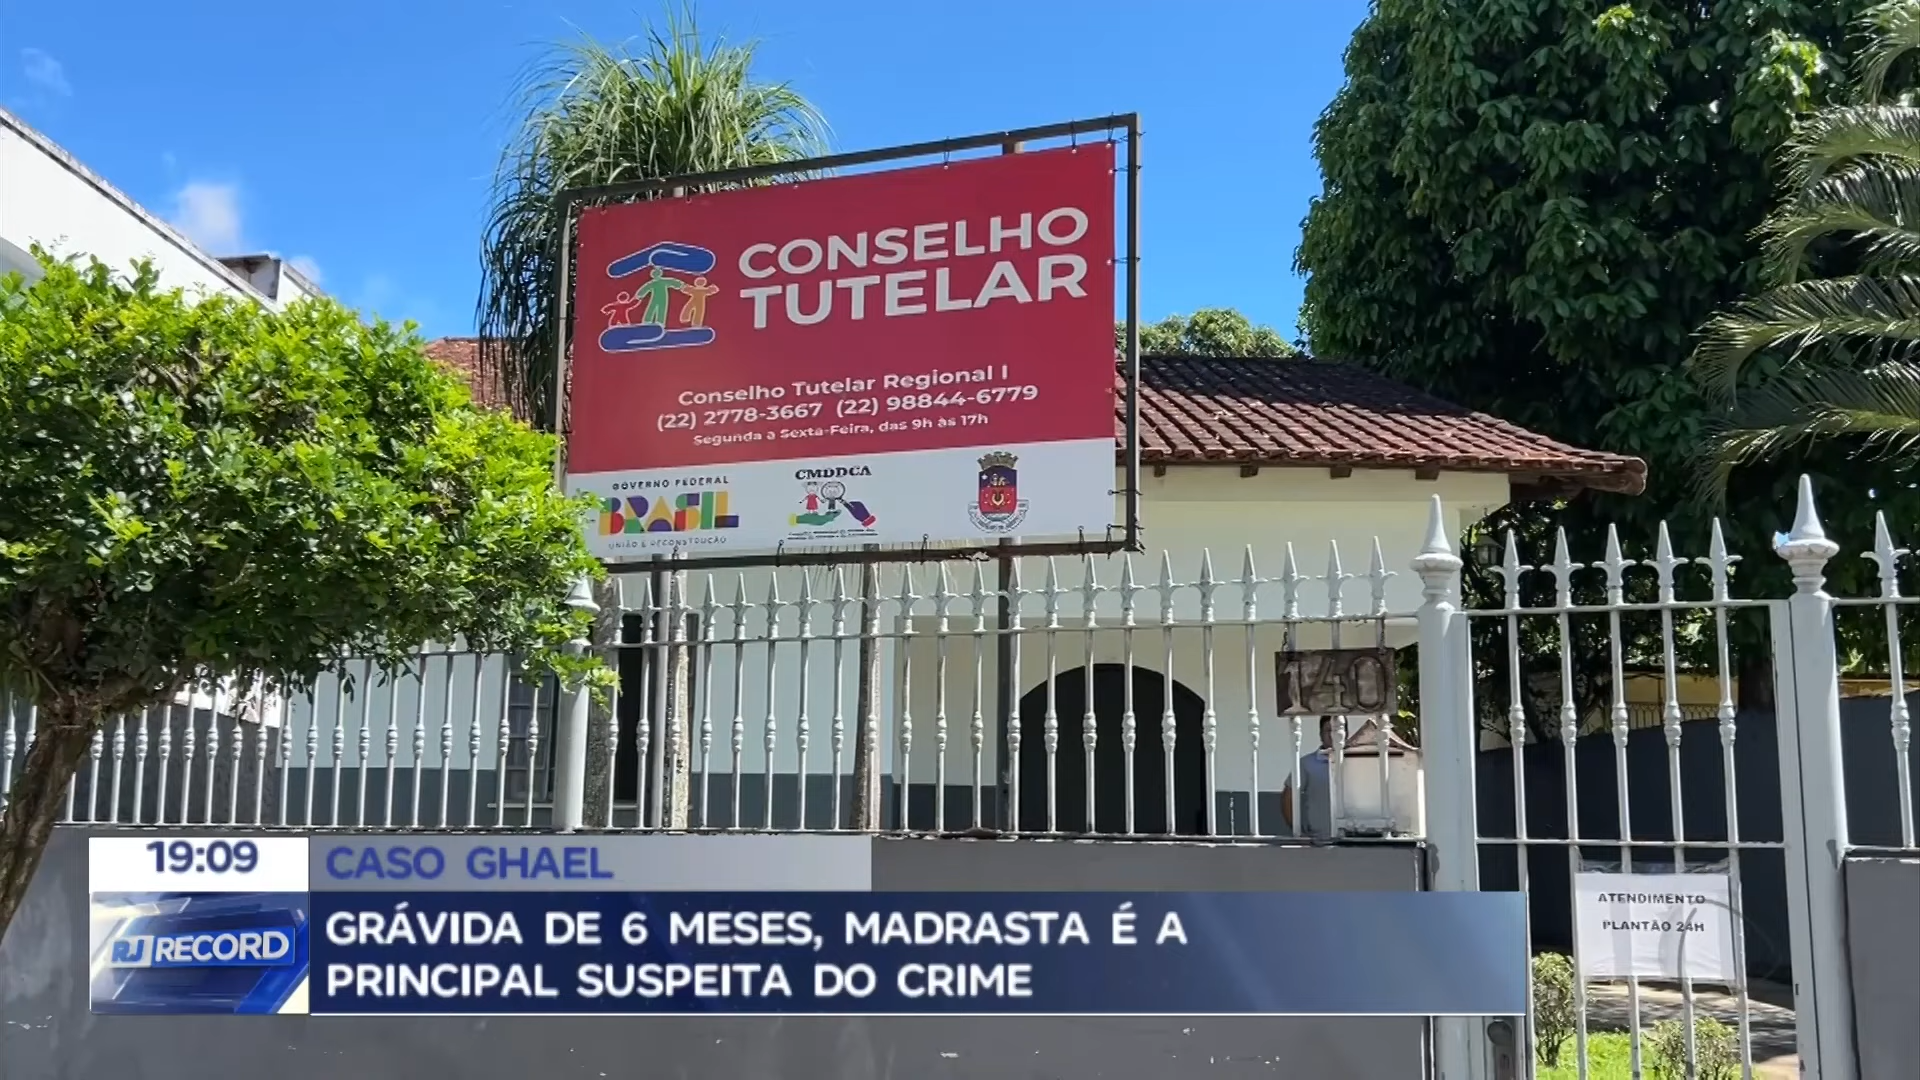 CONSELHO
TUTELAR
Conselho Tutelar Regional I
(22) 2778-3667 (22) 98844-6779
Segunda a Sexta-Feira, das 9h às 17h
GOVERNO FEDERAL
BRASIL
UNIÃO E RECONSTRUÇÃO
CMDDCA
140
ATENDIMENTO
PLANTÃO 24H
19:09
CASO GHAEL
RJ RECORD
GRÁVIDA DE 6 MESES, MADRASTA É A
PRINCIPAL SUSPEITA DO CRIME